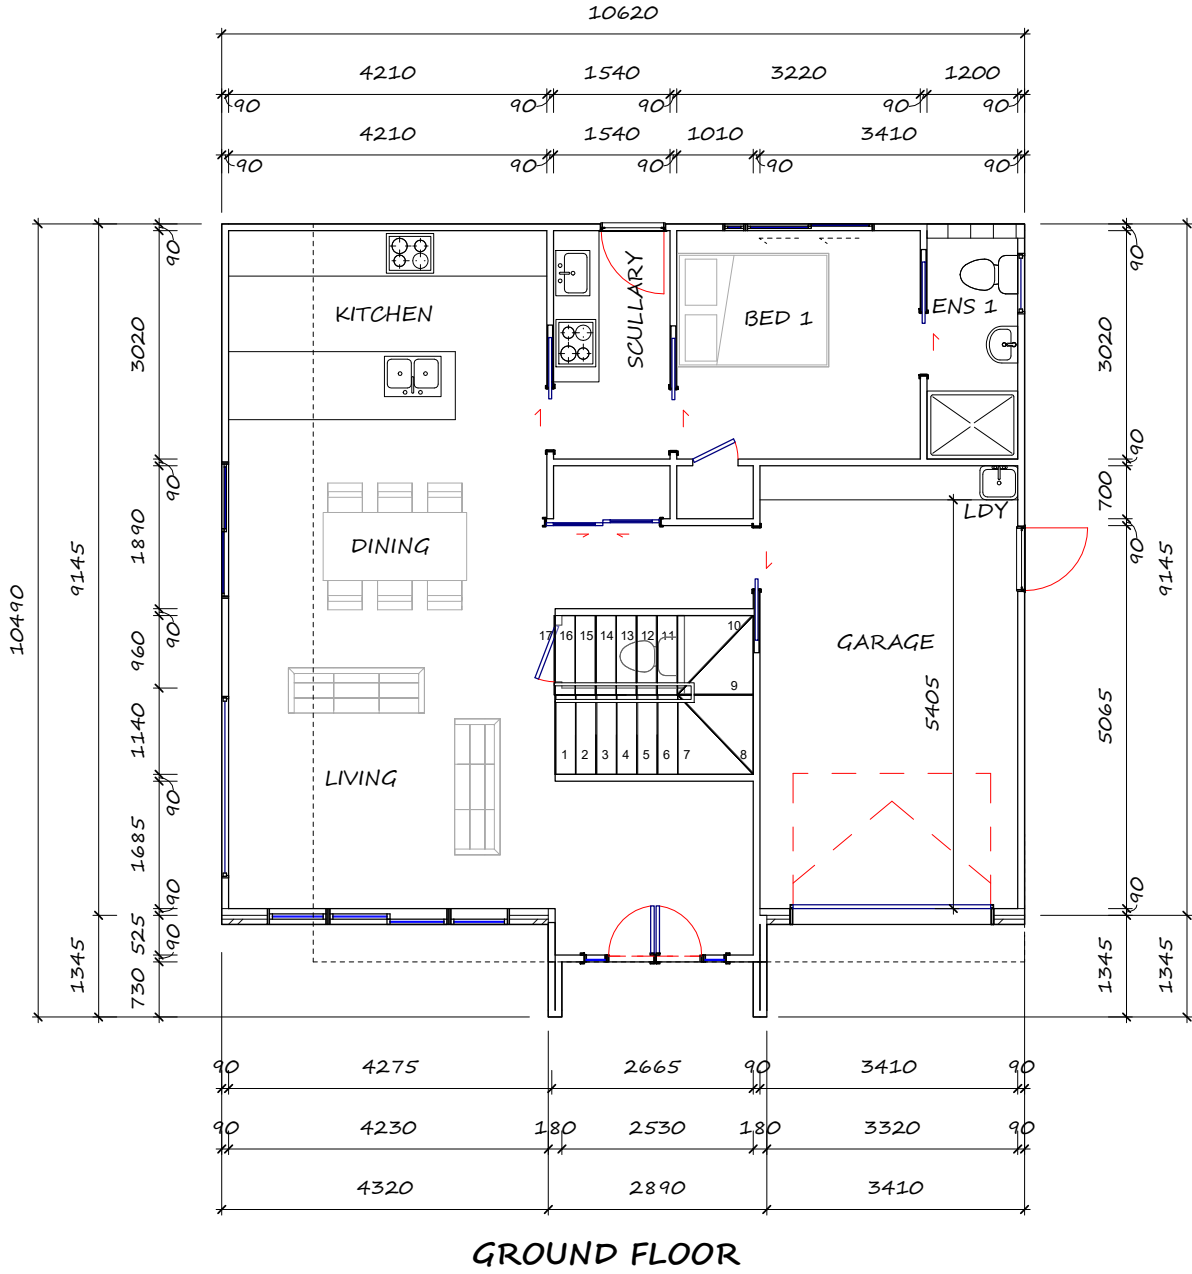 10620
4210 1540 3220 1200
90 90 90 90 90
4210 1540 1010 3410
90 90 90 90 90
10490
9145
1345
90
3020
90
1890
90
960
1140
90
1685
90
525
90
730
KITCHEN
SCULLARY
BED 1
ENS 1
DINING
LDY
GARAGE
LIVING
5405
17 16 15 14 13 12 11 10
9
1 2 3 4 5 6 7 8
90
3020
90
700
90
5065
90
1345
9145
1345
90 4275 2665 90 3410 90
90 4230 180 2530 180 3320 90
4320 2890 3410
GROUND FLOOR